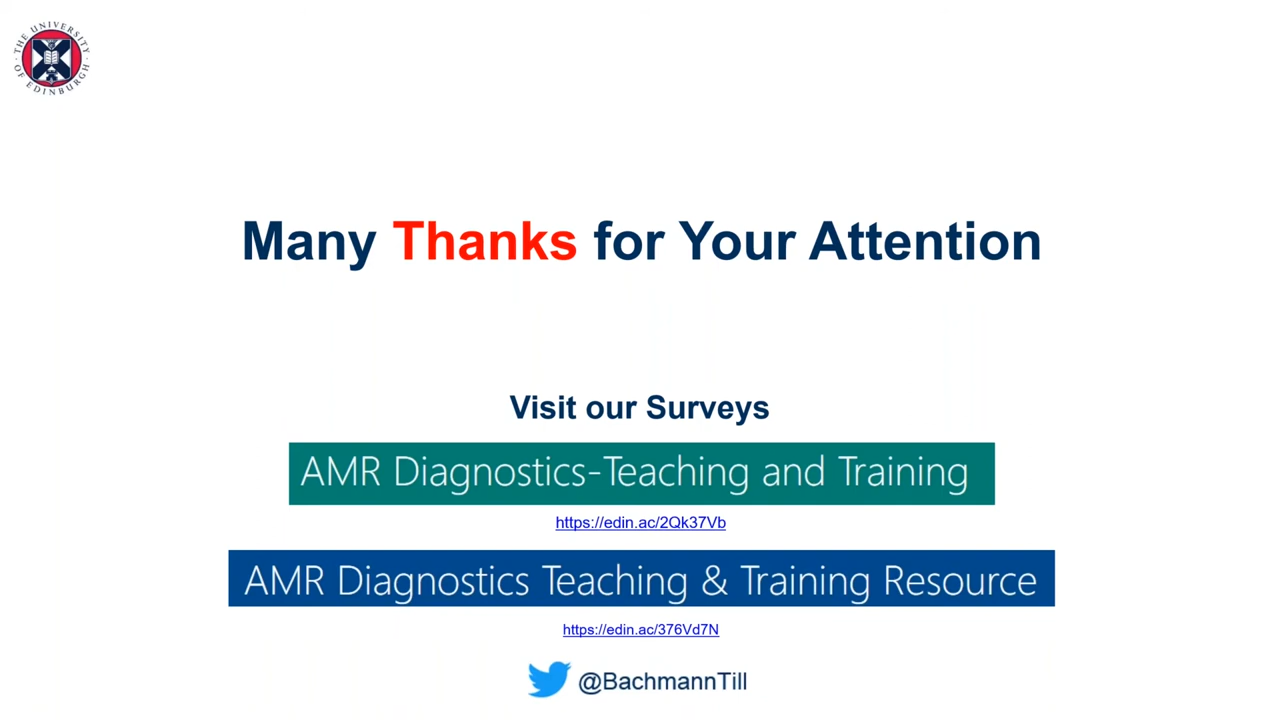 THE UNIVERSITY OF EDINBURGH
Many Thanks for Your Attention
Visit our Surveys
AMR Diagnostics-Teaching and Training
https://edin.ac/2Qk37Vb
AMR Diagnostics Teaching & Training Resource
https://edin.ac/376Vd7N
@BachmannTill